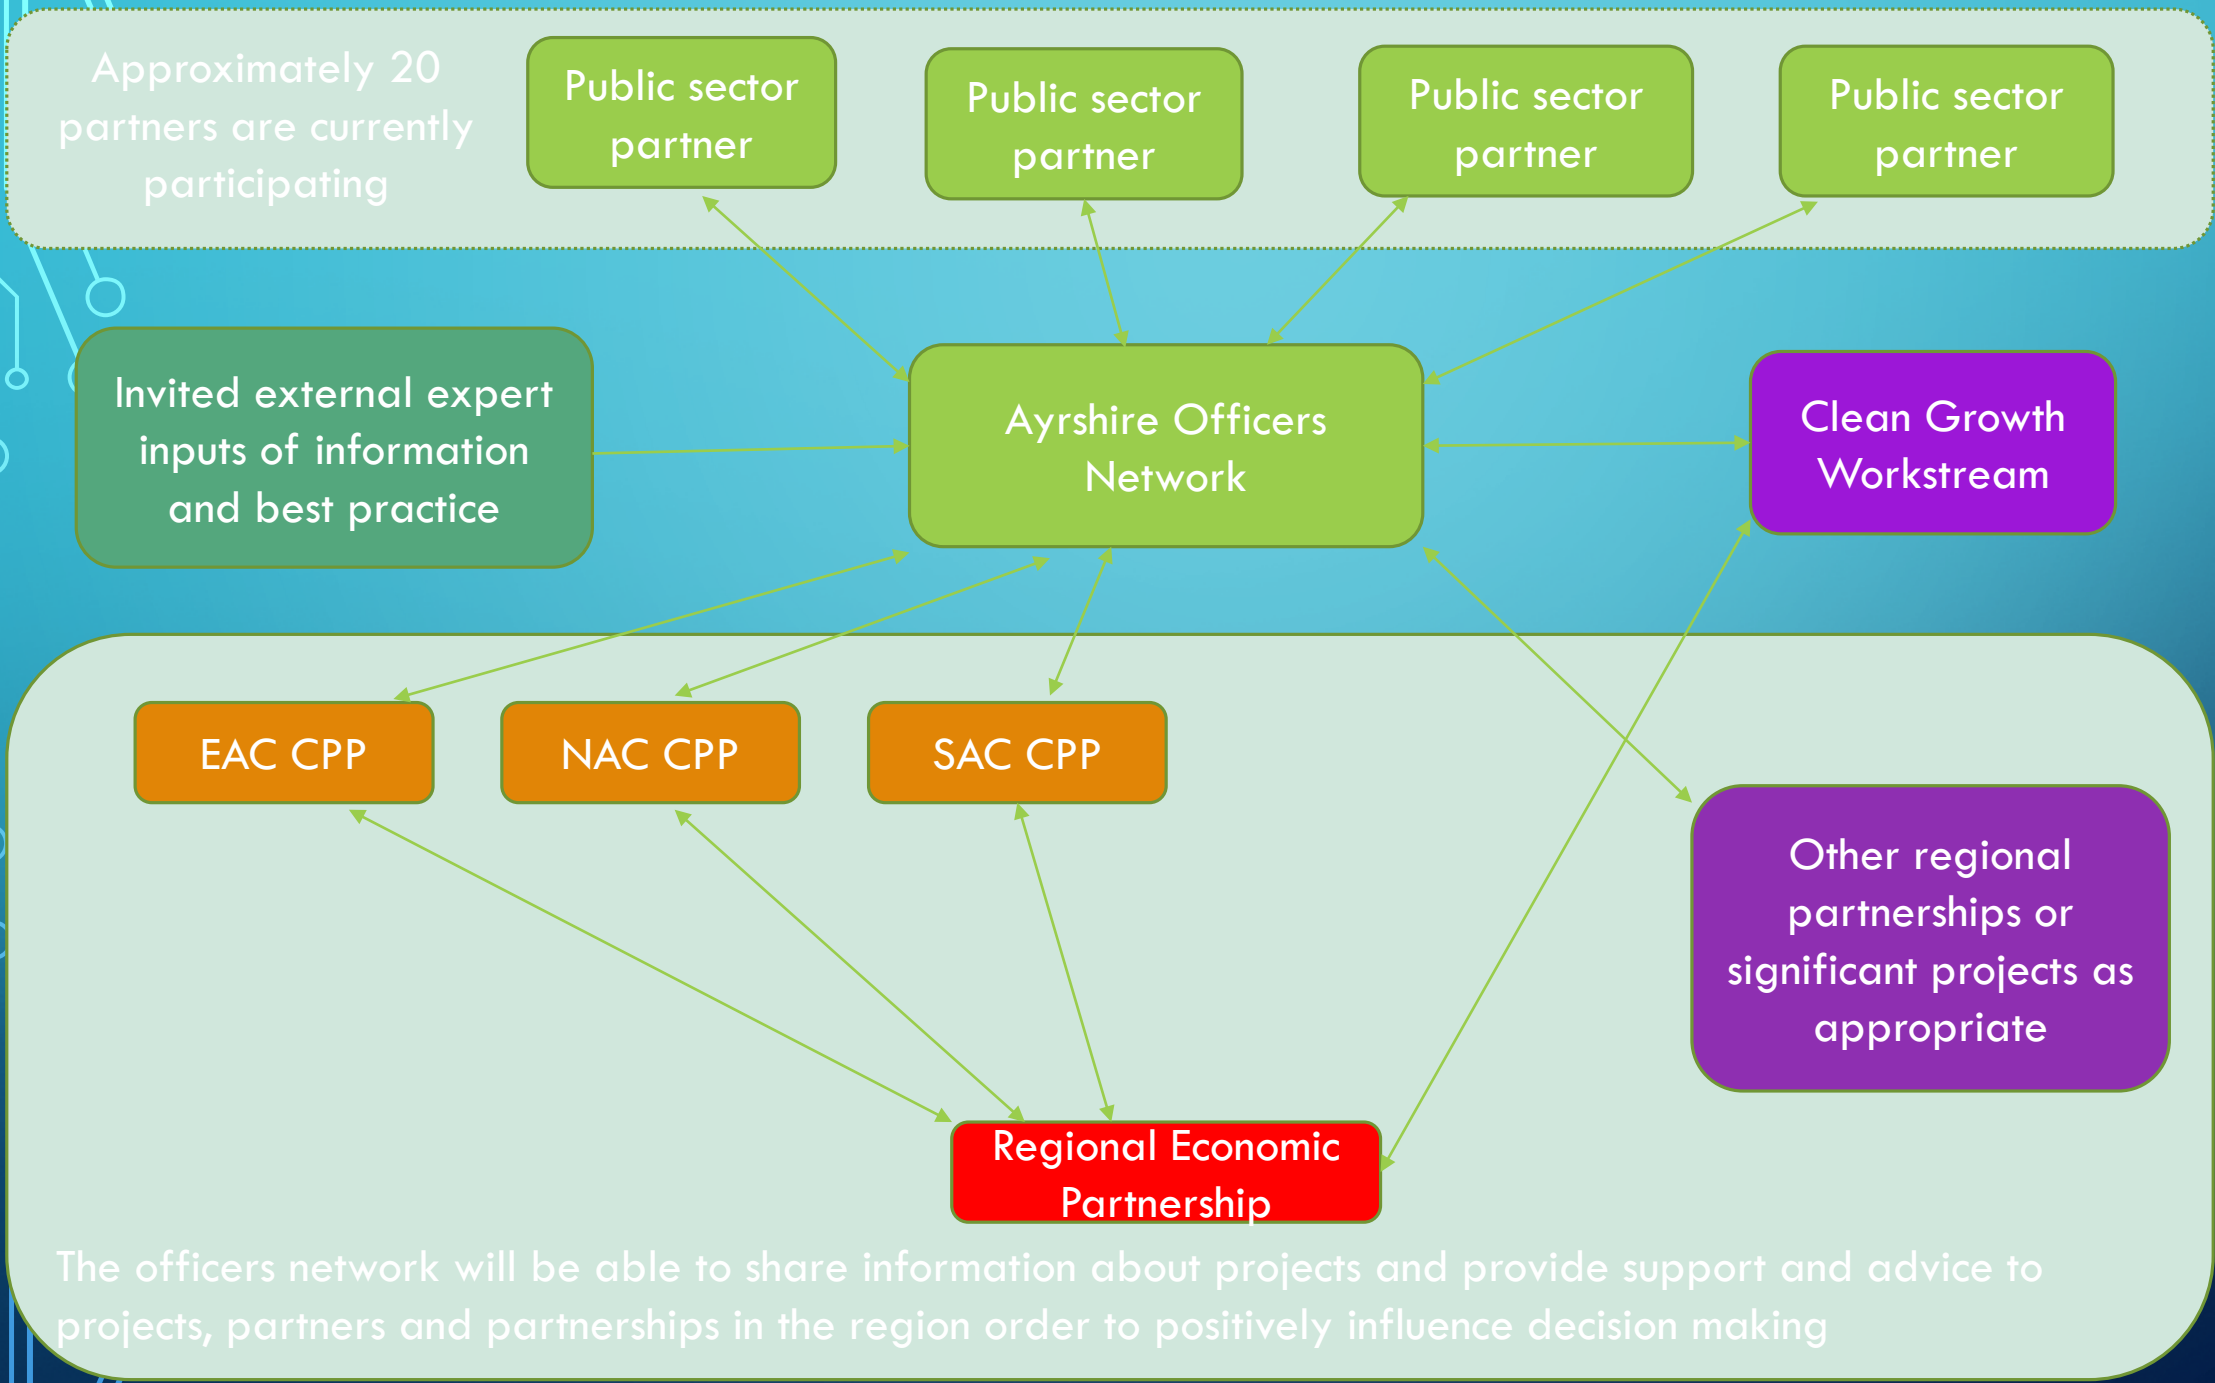 Approximately 20
partners are currently
participating
Public sector
partner
Public sector
partner
Public sector
partner
Public sector
partner
Invited external expert
inputs of information
and best practice
Ayrshire Officers
Network
Clean Growth
Workstream
EAC CPP
NAC CPP
SAC CPP
Other regional
partnerships or
significant projects as
appropriate
Regional Economic
Partnership
The officers network will be able to share information about projects and provide support and advice to
projects, partners and partnerships in the region order to positively influence decision making